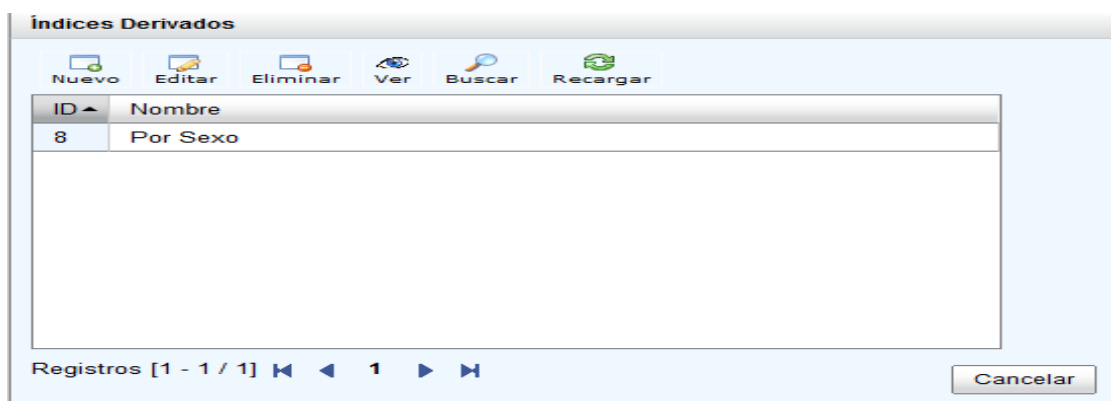 Índices Derivados
Nuevo Editar Eliminar Ver Buscar Recargar
ID Nombre
8 Por Sexo
Registros [1 - 1 / 1] 1
Cancelar